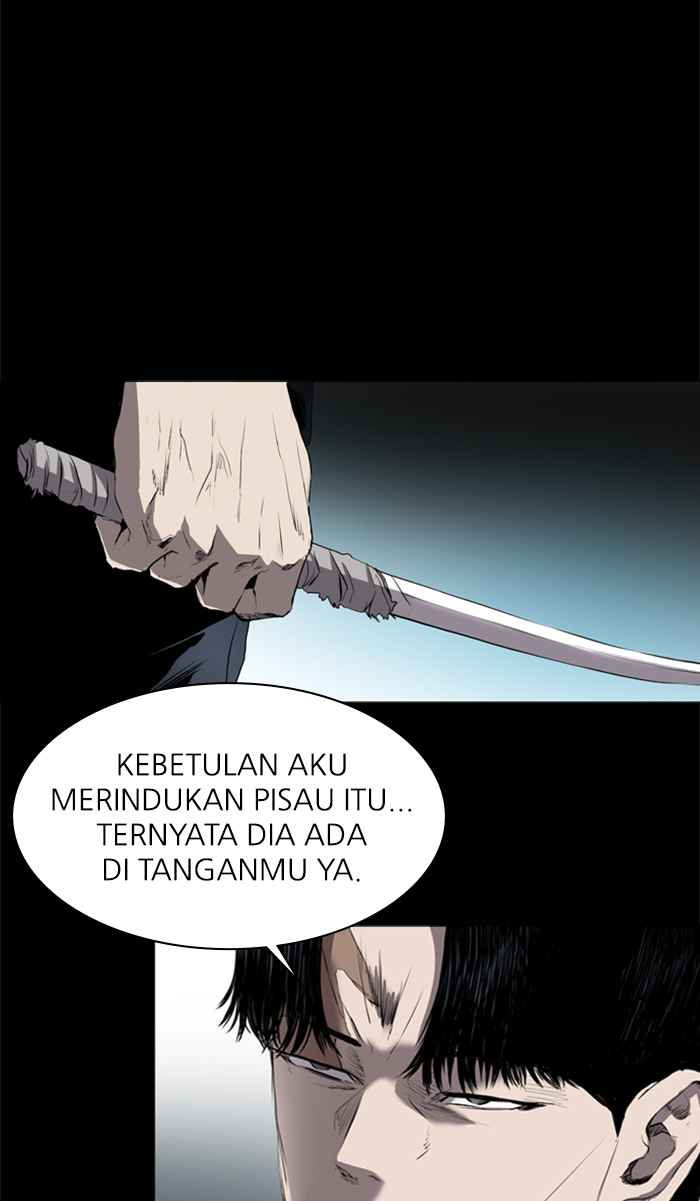 KEBETULAN AKU
MERINDUKAN PISAU ITU...
TERNYATA DIA ADA
DI TANGANMU YA.